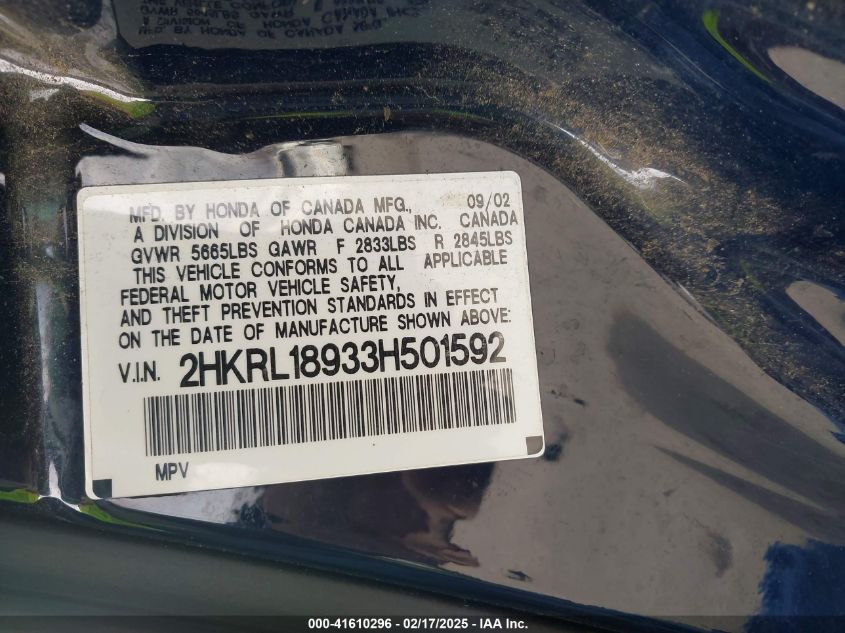 MFD. BY HONDA OF CANADA MFG., 09/02
A DIVISION OF HONDA CANADA INC. CANADA
GVWR 5665LBS GAWR F 2833LBS R 2845LBS
THIS VEHICLE CONFORMS TO ALL APPLICABLE
FEDERAL MOTOR VEHICLE SAFETY,
AND THEFT PREVENTION STANDARDS IN EFFECT
ON THE DATE OF MANUFACTURE SHOWN ABOVE:
V.I.N. 2HKRL18933H501592
MPV
000-41610296 - 02/17/2025 - IAA Inc.